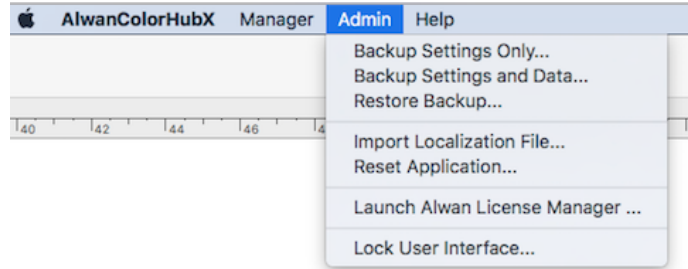 AlwanColorHubX Manager Admin Help
Backup Settings Only...
Backup Settings and Data...
Restore Backup...
40 42 44 46 4
Import Localization File...
Reset Application...
Launch Alwan License Manager ...
Lock User Interface...